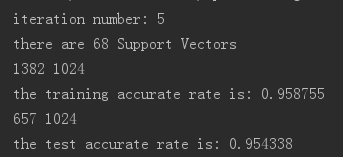 iteration number: 5
there are 68 Support Vectors
1382 1024
the training accurate rate is: 0.958755
657 1024
the test accurate rate is: 0.954338